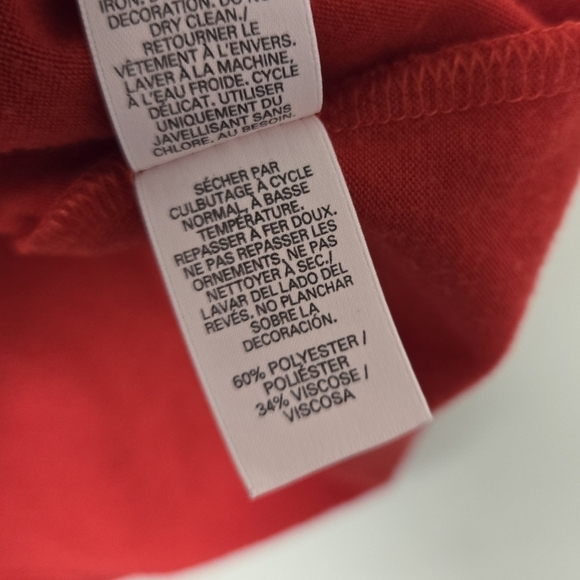 IRON.
DECORATION. DO
DRY CLEAN./
RETOURNER LE
VÊTEMENT À L'ENVERS.
LAVER À LA MACHINE,
À L'EAU FROIDE. CYCLE
DÉLICAT. UTILISER
UNIQUEMENT DU
JAVELLISANT SANS
CHLORE, AU BESOIN.
SÉCHER PAR
CULBUTAGE À CYCLE
NORMAL, À BASSE
TEMPÉRATURE.
REPASSER À FER DOUX.
NE PAS REPASSER LES
ORNEMENTS, NE PAS
NETTOYER À SEC./
LAVAR DEL LADO DEL
REVÉS. NO PLANCHAR
SOBRE LA
DECORACIÓN.
60% POLYESTER /
POLIÉSTER
34% VISCOSE /
VISCOSA